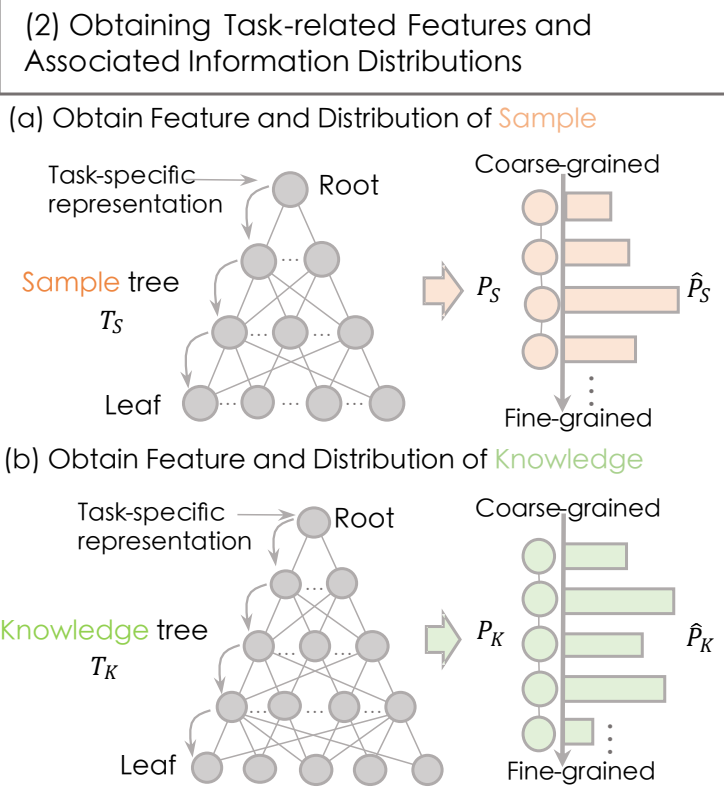 (2) Obtaining Task-related Features and
Associated Information Distributions
(a) Obtain Feature and Distribution of Sample
Task-specific
representation
Root
Sample tree
T_S
Leaf
Coarse-grained
P_S
P̂_S
Fine-grained
(b) Obtain Feature and Distribution of Knowledge
Task-specific
representation
Root
Knowledge tree
T_K
Leaf
Coarse-grained
P_K
P̂_K
Fine-grained